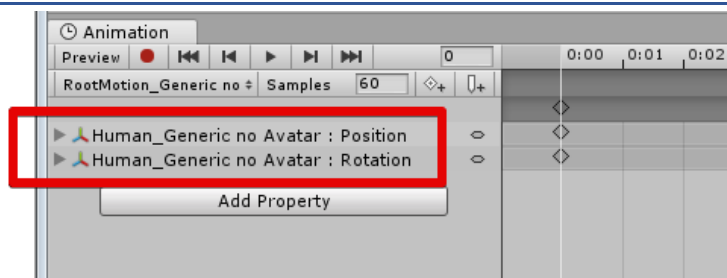 Animation
Preview 0 0:00 0:01 0:02
RootMotion_Generic no Samples 60
Human_Generic no Avatar : Position
Human_Generic no Avatar : Rotation
Add Property